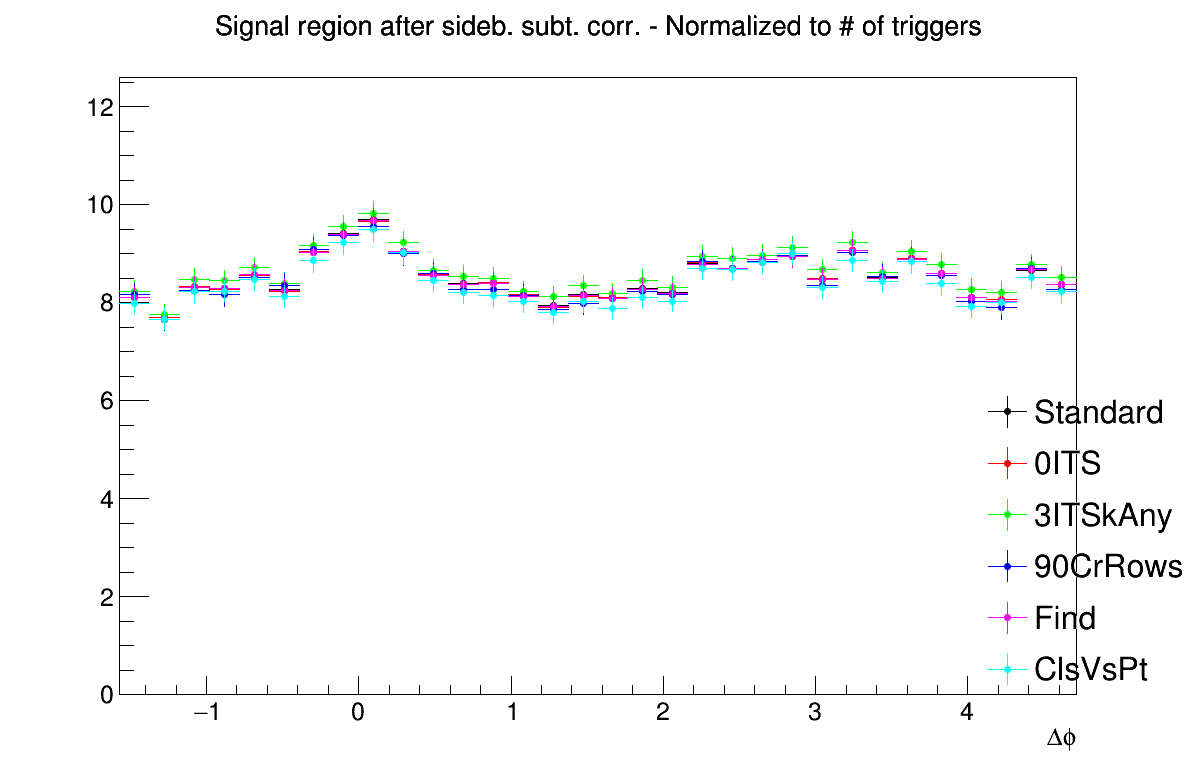 Signal region after sideb. subt. corr. - Normalized to # of triggers
12
10
8
6
4
2
0
−1 0 1 2 3 4
Δϕ
Standard
0ITS
3ITSkAny
90CrRows
Find
ClsVsPt